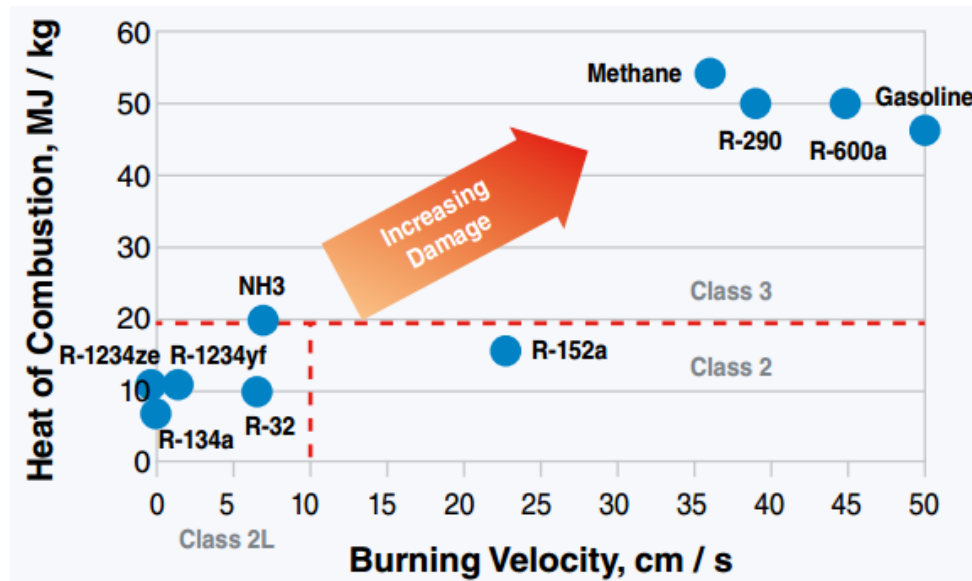 Heat of Combustion, MJ / kg
60
50
40
30
20
10
0
Methane
Gasoline
R-290
R-600a
Increasing
Damage
NH3
Class 3
R-1234ze
R-1234yf
R-152a
Class 2
R-32
R-134a
0 5 10 15 20 25 30 35 40 45 50
Class 2L
Burning Velocity, cm / s